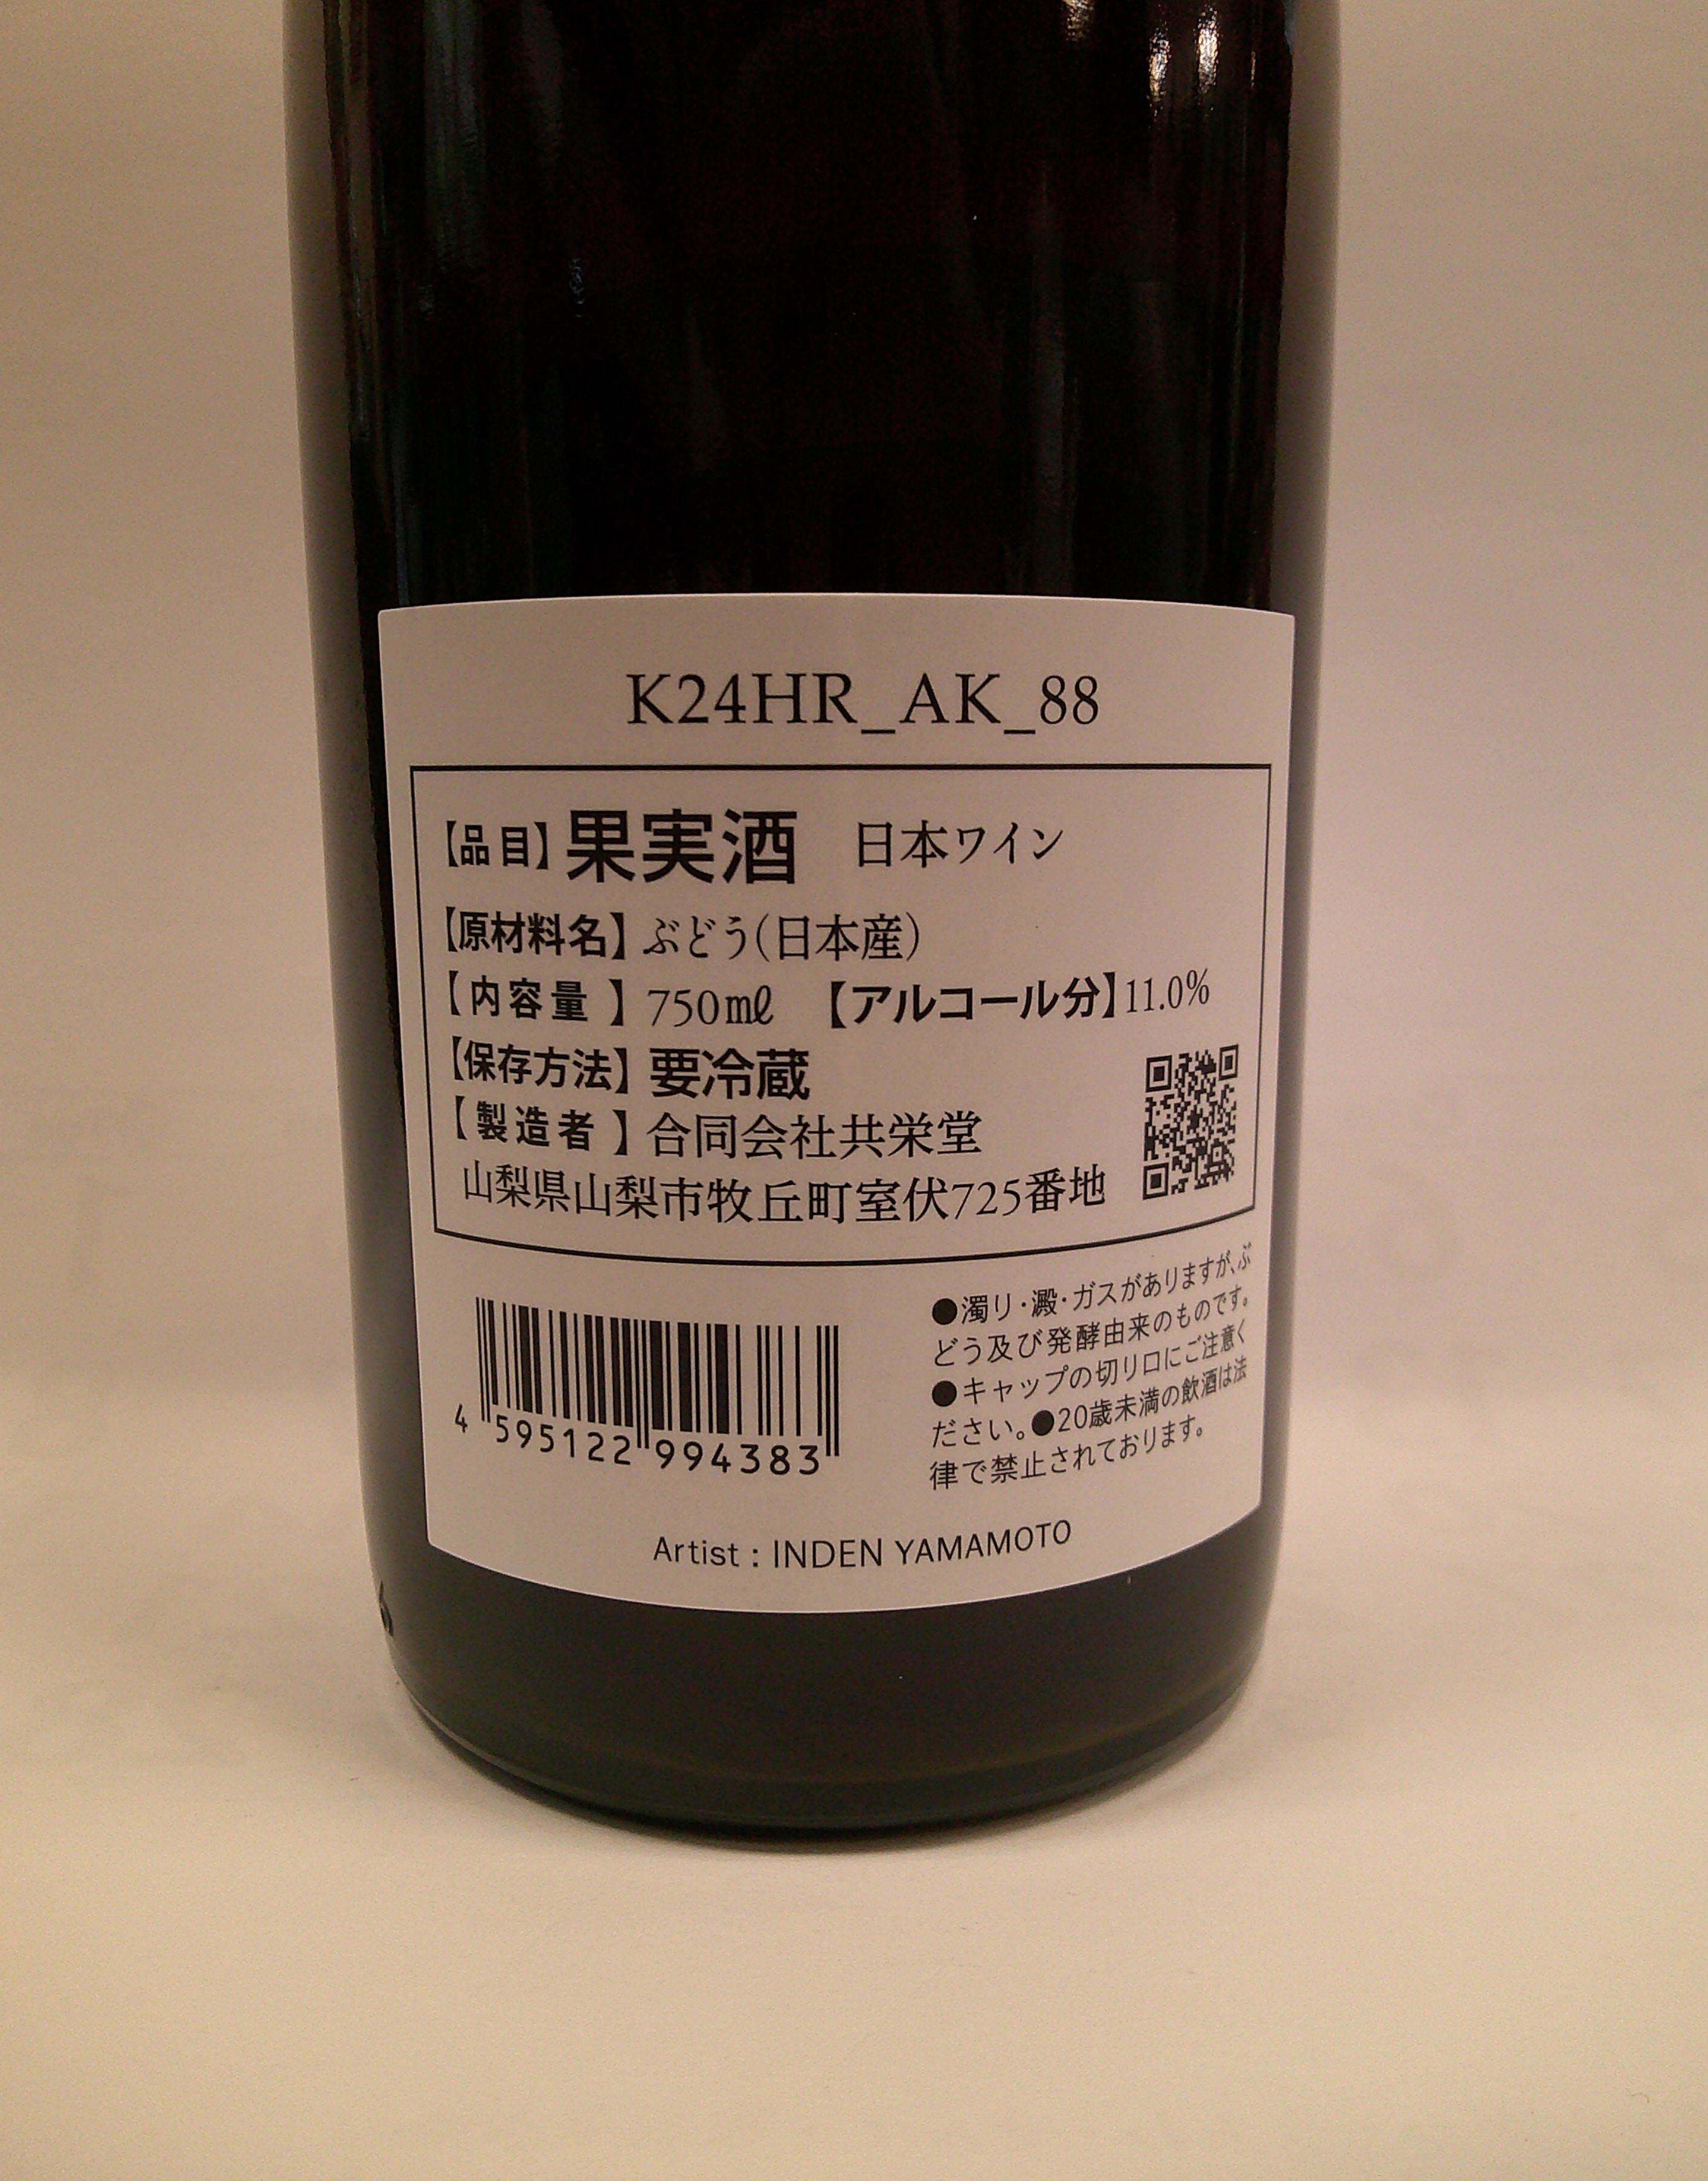 K24HR_AK_88
【品目】果実酒 日本ワイン
【原材料名】ぶどう(日本産)
【内容量】750㎖ 【アルコール分】11.0%
【保存方法】要冷蔵
【製造者】合同会社共栄堂
山梨県山梨市牧丘町室伏725番地
●濁り・澱・ガスがありますが、ぶ
どう及び発酵由来のものです。
●キャップの切り口にご注意く
ださい。●20歳未満の飲酒は法
律で禁止されております。
4 595122 994383
Artist : INDEN YAMAMOTO